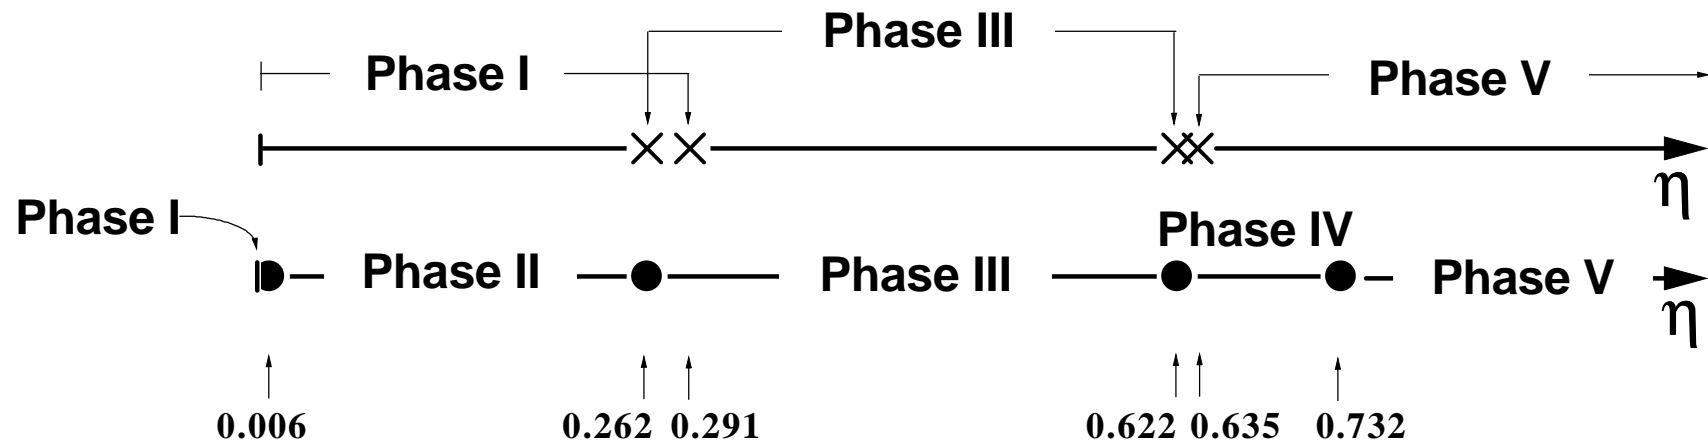 Phase III
Phase I Phase V
η
Phase I
Phase IV
Phase II Phase III Phase V
η
0.006 0.262 0.291 0.622 0.635 0.732